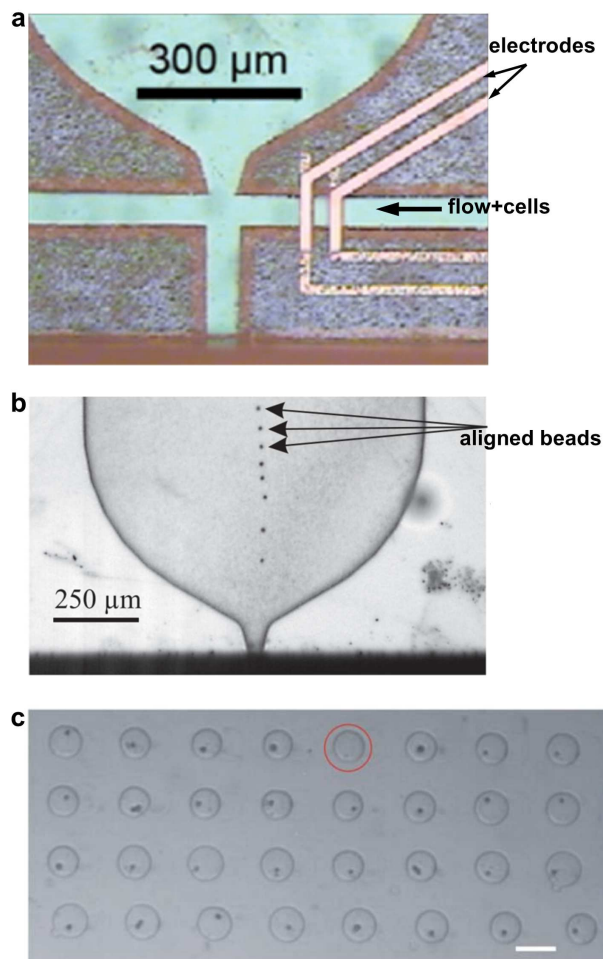 a
300 µm
electrodes
flow+cells
b
aligned beads
250 µm
c